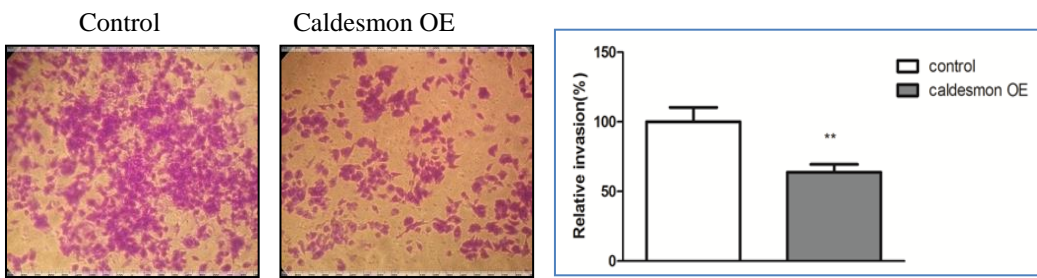 Control
Caldesmon OE
150
100
50
0
Relative invasion(%)
**
control
caldesmon OE